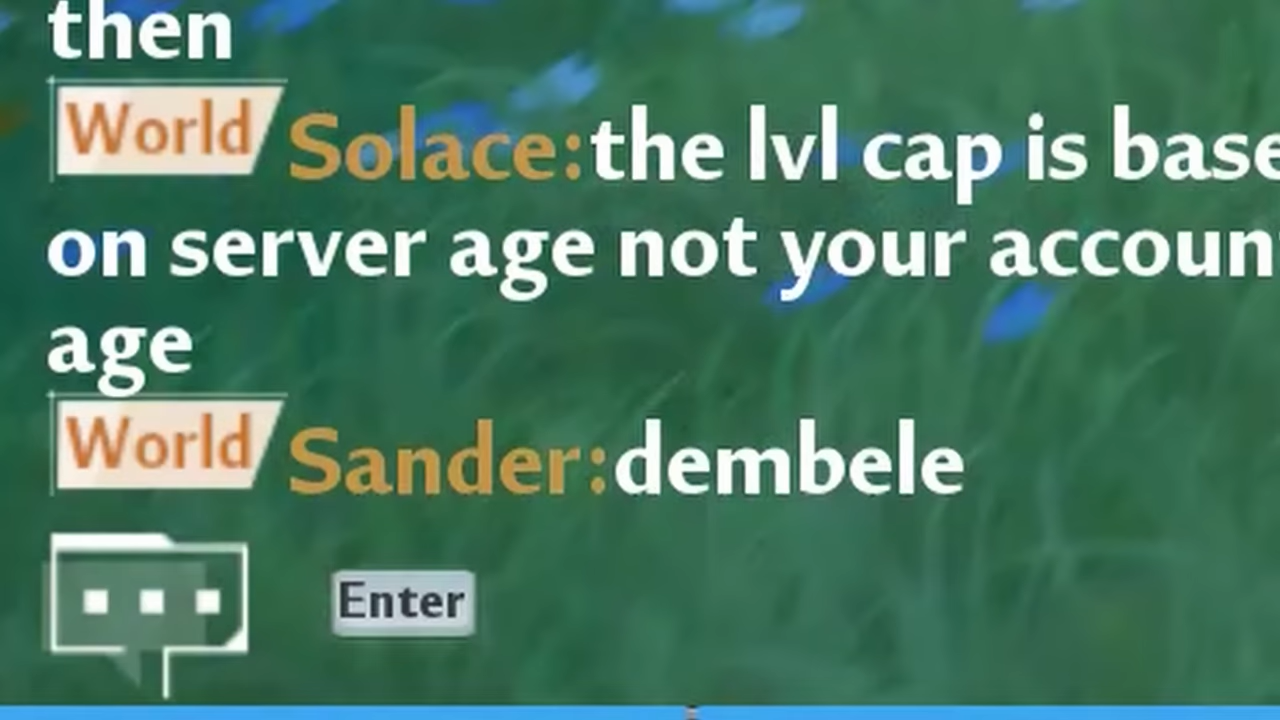 then
World Solace:the lvl cap is base
on server age not your accoun
age
World Sander:dembele
Enter